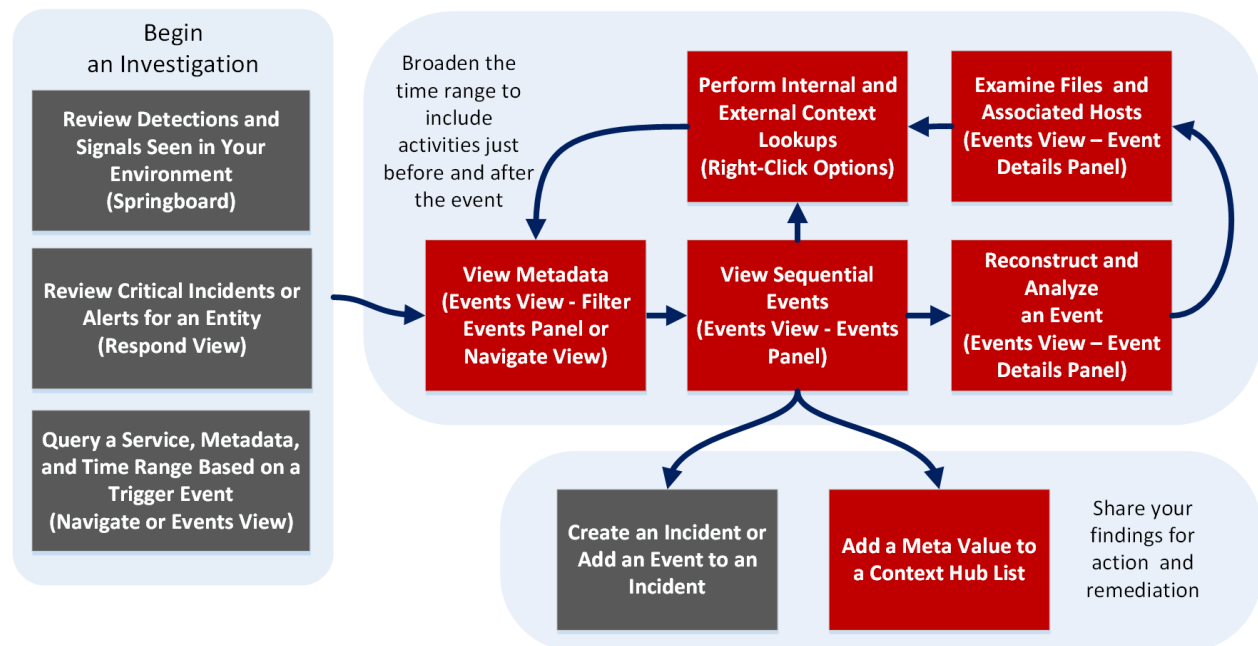 Begin
an Investigation
Review Detections and
Signals Seen in Your
Environment
(Springboard)
Review Critical Incidents or
Alerts for an Entity
(Respond View)
Query a Service, Metadata,
and Time Range Based on a
Trigger Event
(Navigate or Events View)
Broaden the
time range to
include
activities just
before and after
the event
Perform Internal and
External Context
Lookups
(Right-Click Options)
Examine Files and
Associated Hosts
(Events View – Event
Details Panel)
View Metadata
(Events View - Filter
Events Panel or
Navigate View)
View Sequential
Events
(Events View - Events
Panel)
Reconstruct and
Analyze
an Event
(Events View – Event
Details Panel)
Create an Incident or
Add an Event to an
Incident
Add a Meta Value to
a Context Hub List
Share your
findings for
action and
remediation